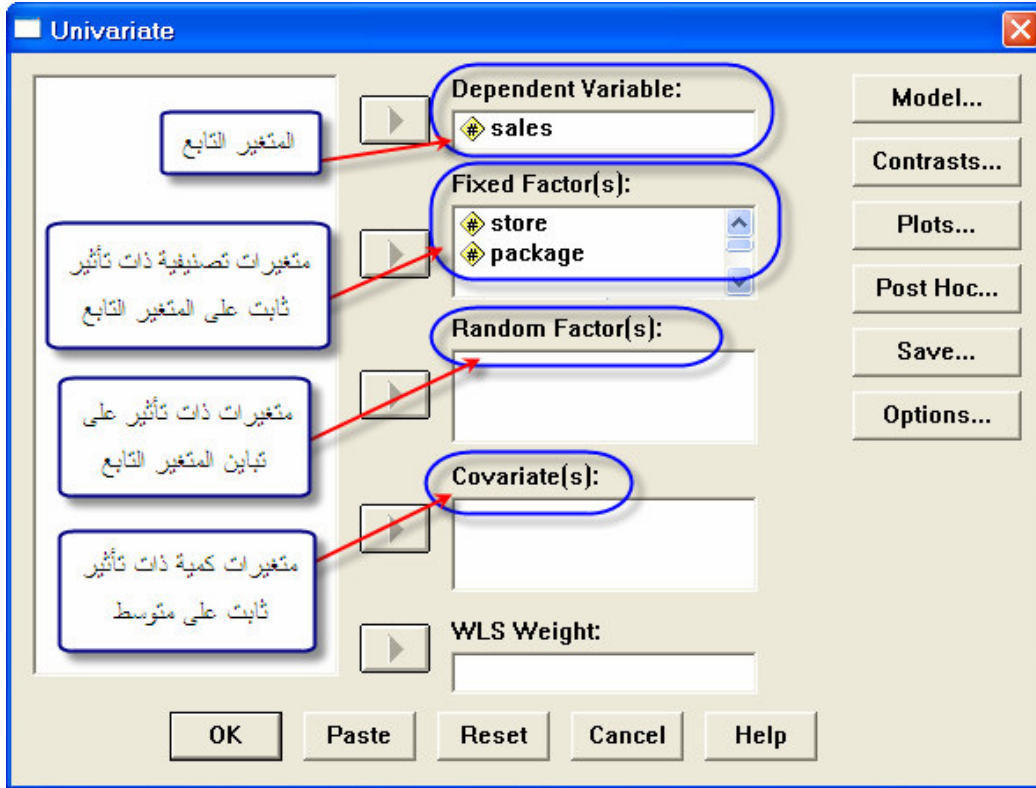 Univariate
Dependent Variable:
sales
المتغير التابع
Fixed Factor(s):
store
package
متغيرات تصنيفية ذات تأثير
ثابت على المتغير التابع
Random Factor(s):
متغيرات ذات تأثير على
تباين المتغير التابع
Covariate(s):
متغيرات كمية ذات تأثير
ثابت على متوسط
WLS Weight:
Model...
Contrasts...
Plots...
Post Hoc...
Save...
Options...
OK
Paste
Reset
Cancel
Help